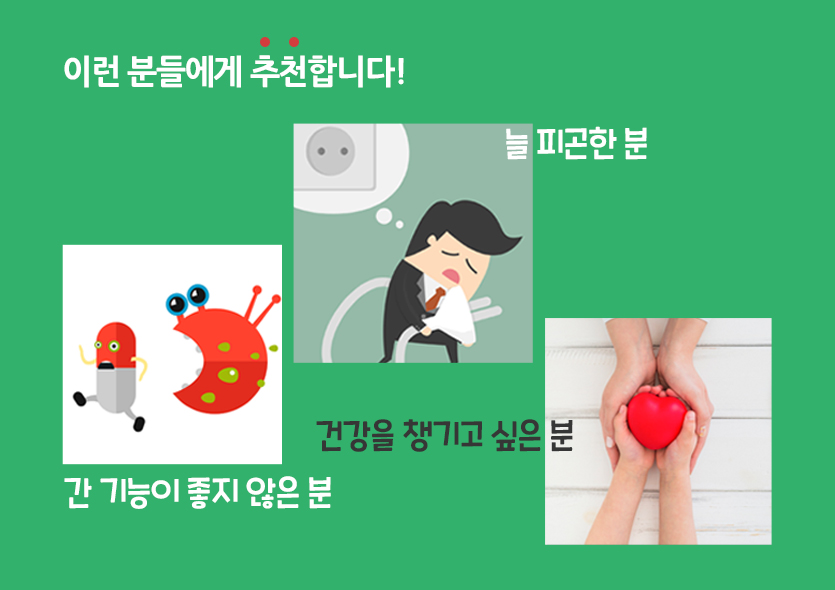 이런 분들에게 추천합니다!
늘 피곤한 분
건강을 챙기고 싶은 분
간 기능이 좋지 않은 분